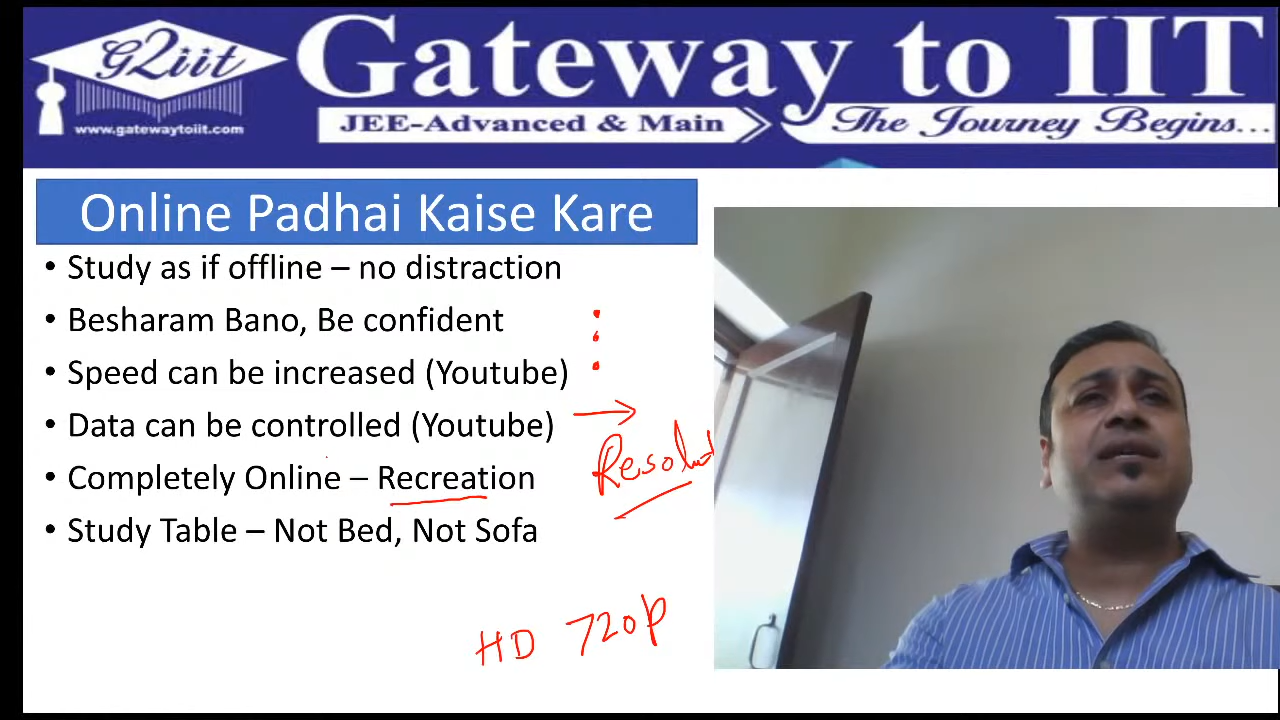 G2iit
www.gatewaytoiit.com
Gateway to IIT
JEE-Advanced & Main
The Journey Begins...
Online Padhai Kaise Kare
• Study as if offline – no distraction
• Besharam Bano, Be confident
• Speed can be increased (Youtube)
• Data can be controlled (Youtube)
• Completely Online – Recreation
• Study Table – Not Bed, Not Sofa
HD 720p